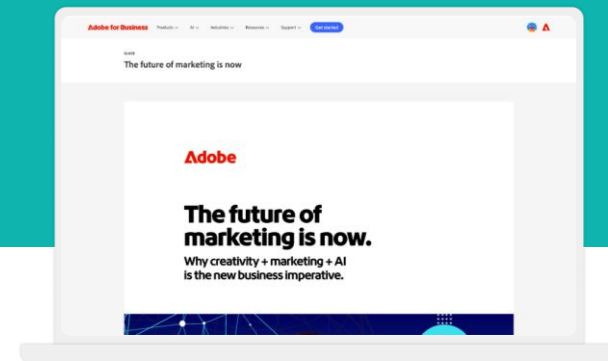 Adobe for Business Products AI Industries Resources Support Get started
GUIDE
The future of marketing is now
Adobe
The future of
marketing is now.
Why creativity + marketing + AI
is the new business imperative.